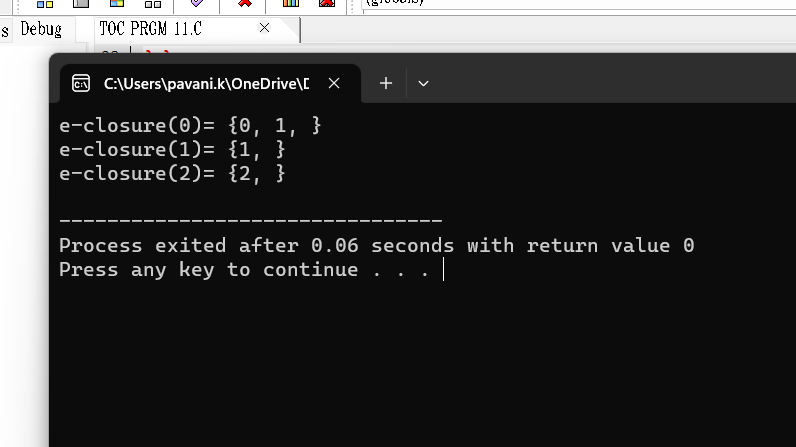 (globals)
s Debug
TOC PRGM 11.C
C:\Users\pavani.k\OneDrive\D
e-closure(0)= {0, 1, }
e-closure(1)= {1, }
e-closure(2)= {2, }
--------------------------------
Process exited after 0.06 seconds with return value 0
Press any key to continue . . .